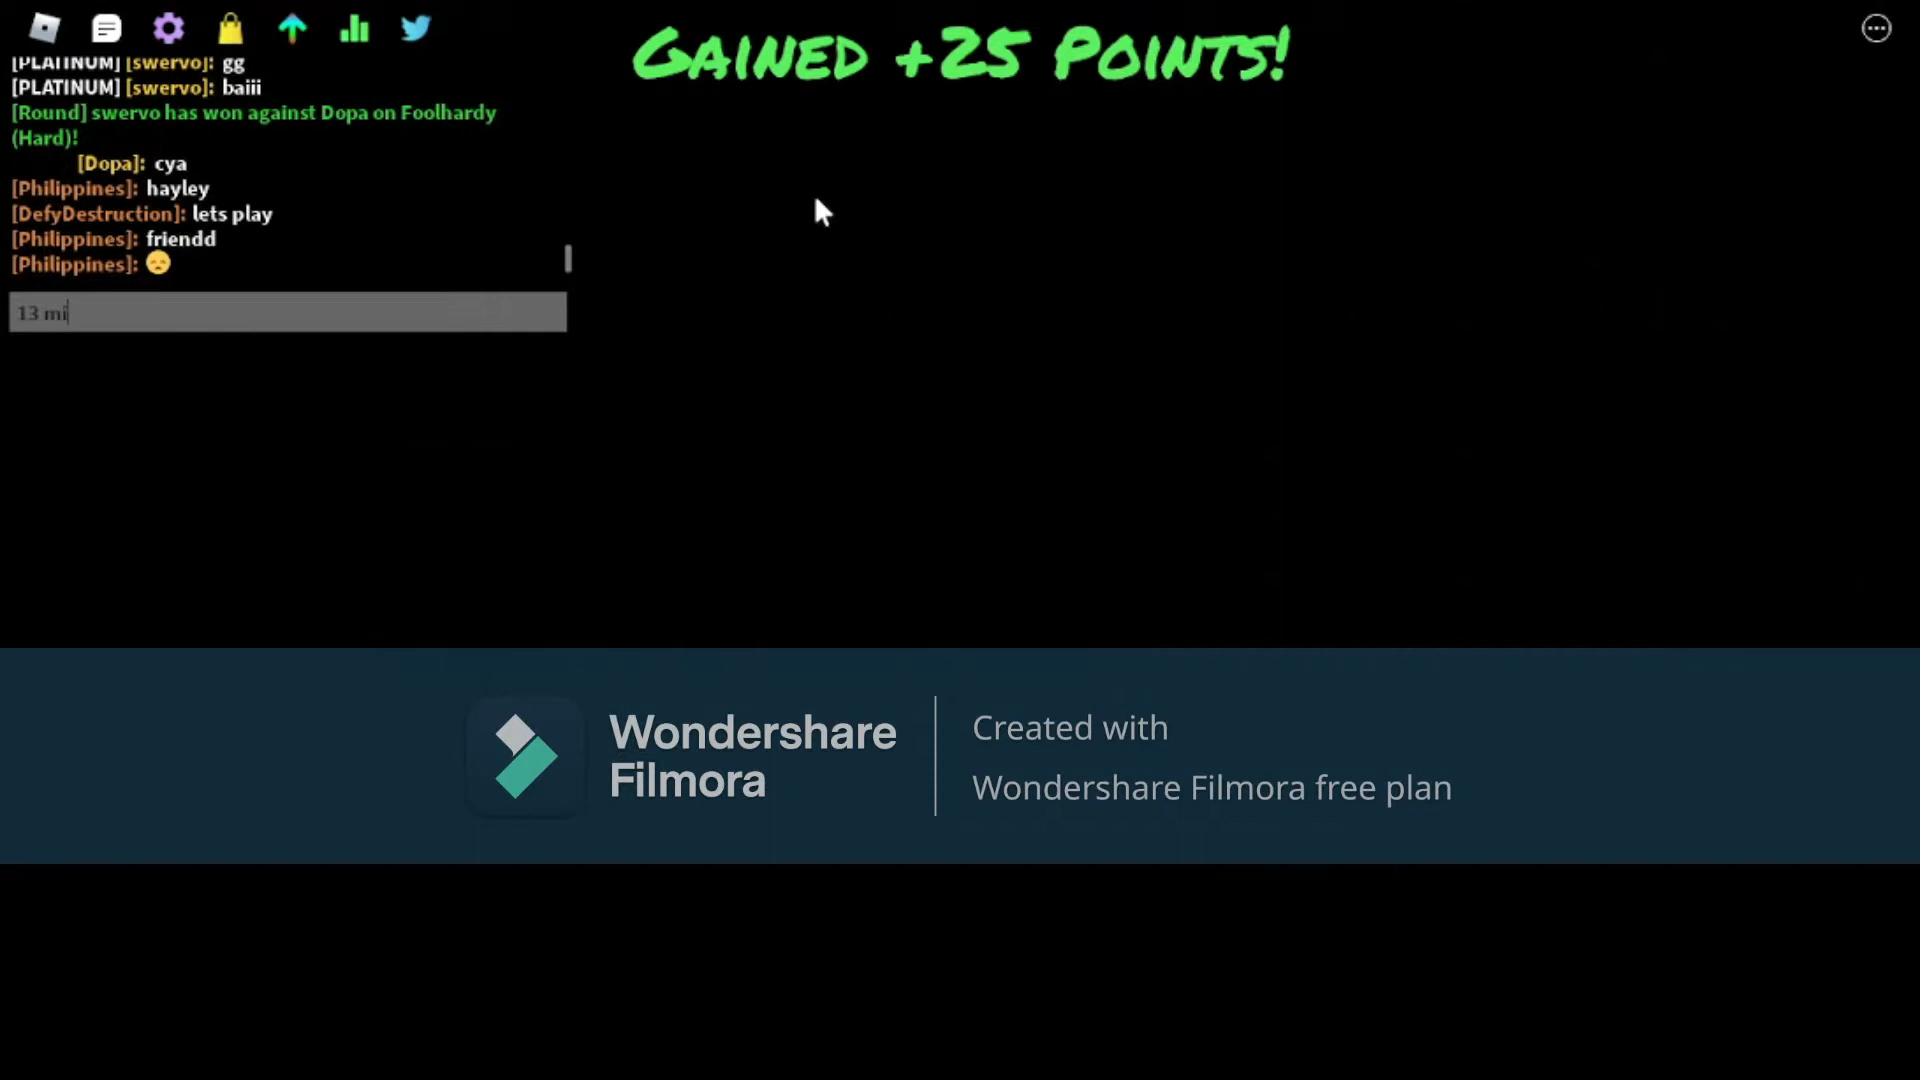 GAINED +25 POINTS!
[PLATINUM] [swervo]: gg
[PLATINUM] [swervo]: baiii
[Round] swervo has won against Dopa on Foolhardy
(Hard)!
[Dopa]: cya
[Philippines]: hayley
[DefyDestruction]: lets play
[Philippines]: friendd
[Philippines]: 😞
13 mi
Wondershare
Filmora
Created with
Wondershare Filmora free plan